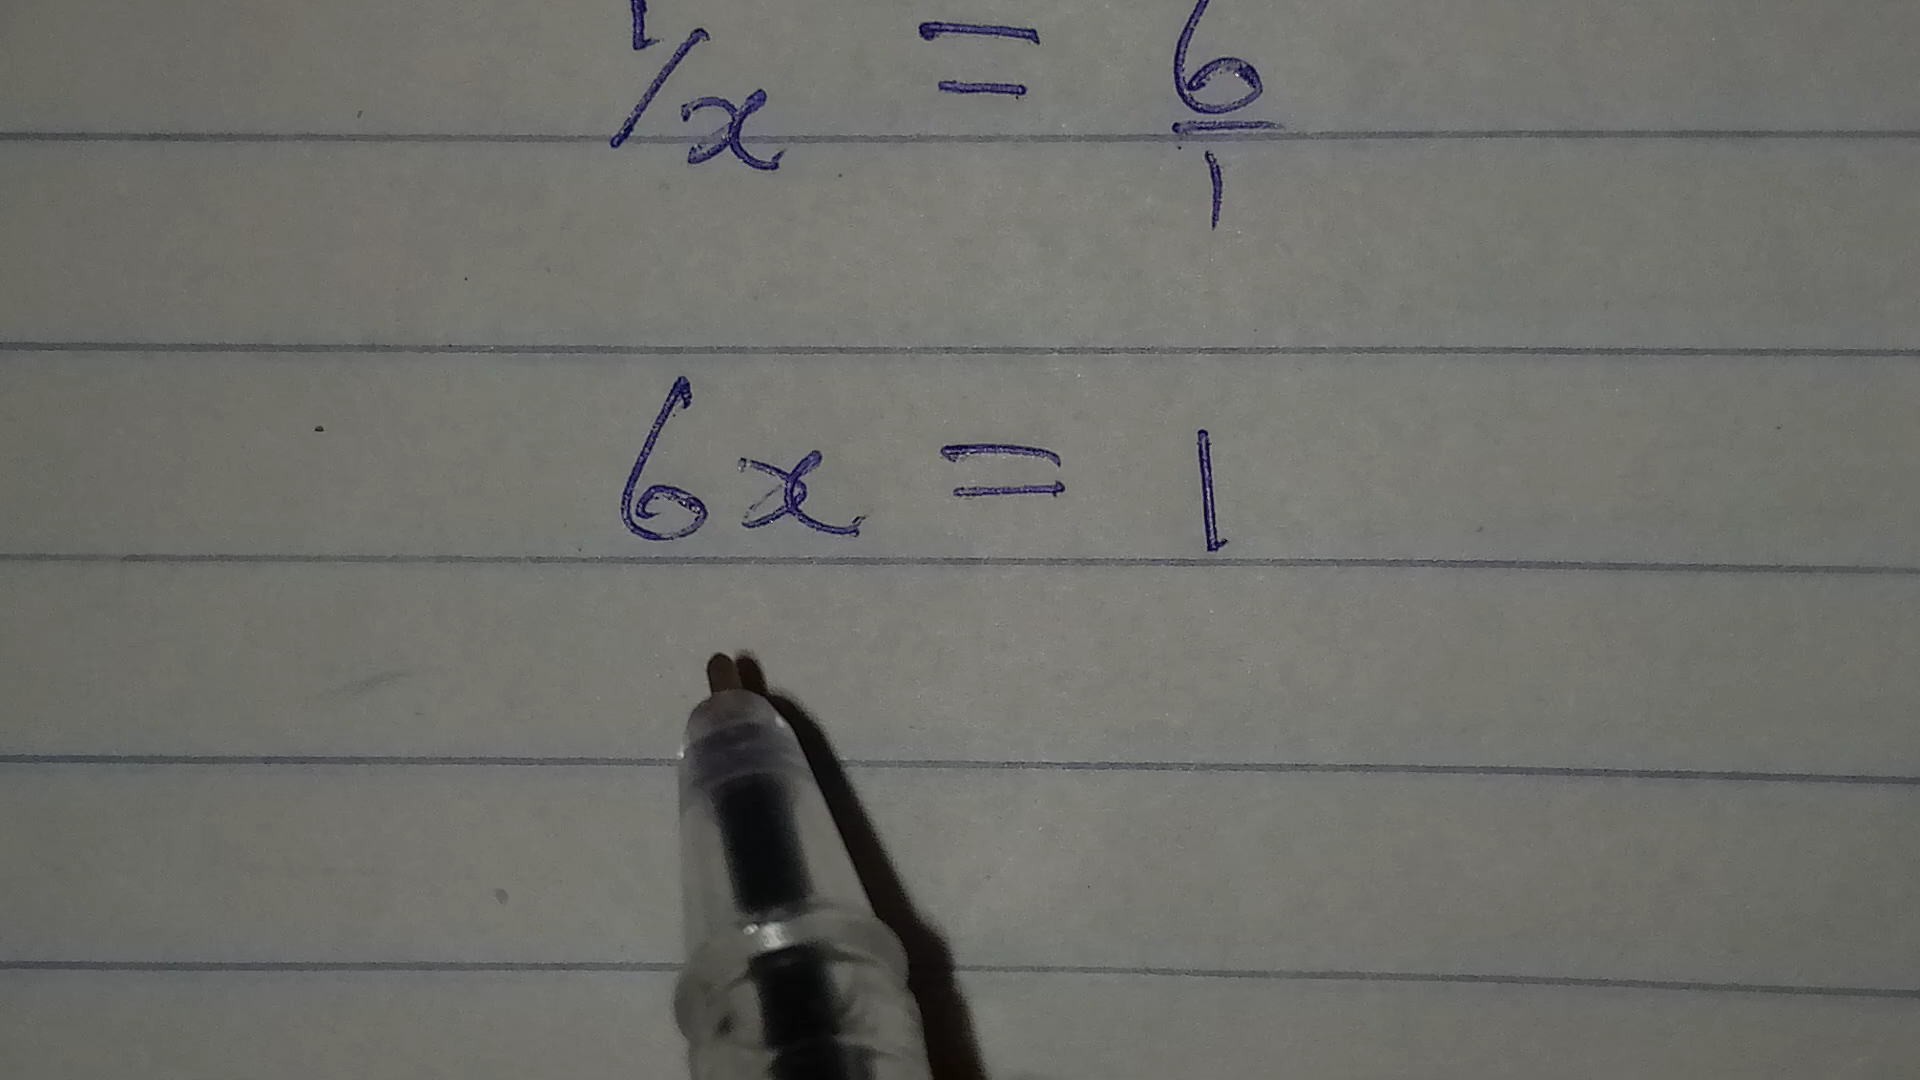 1/x = 6/1
6x = 1